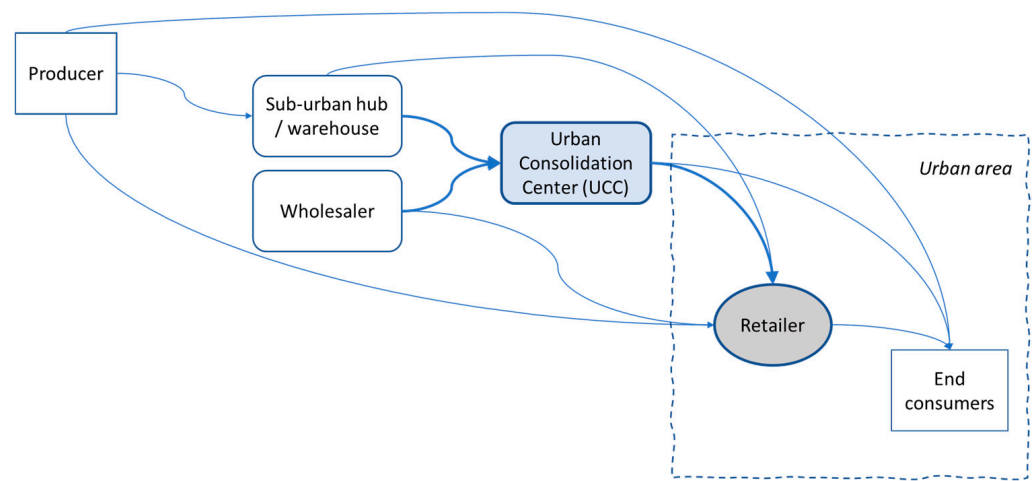 Producer
Sub-urban hub
/ warehouse
Urban
Consolidation
Center (UCC)
Urban area
Wholesaler
Retailer
End
consumers